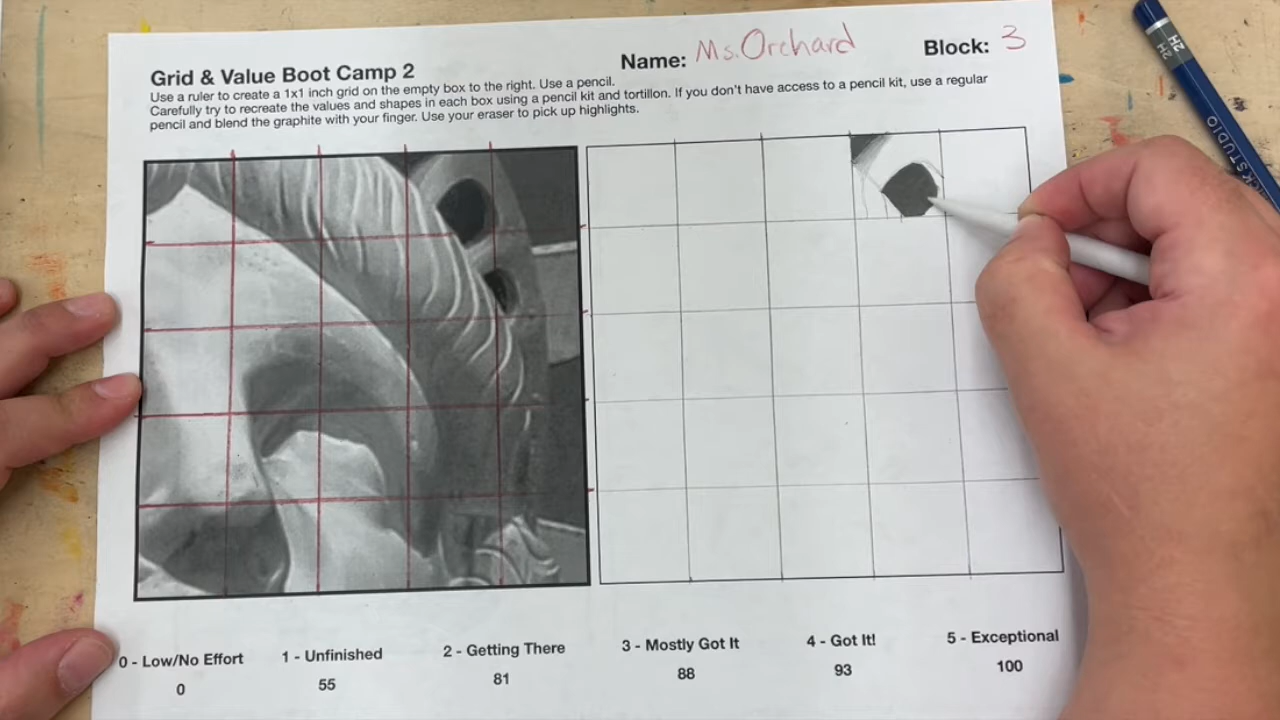 Grid & Value Boot Camp 2
Name: Ms. Orchard
Block: 3
Use a ruler to create a 1x1 inch grid on the empty box to the right. Use a pencil.
Carefully try to recreate the values and shapes in each box using a pencil kit and tortillon. If you don't have access to a pencil kit, use a regular
pencil and blend the graphite with your finger. Use your eraser to pick up highlights.
2H
2H
0 - Low/No Effort
1 - Unfinished
2 - Getting There
3 - Mostly Got It
4 - Got It!
5 - Exceptional
0
55
81
88
93
100